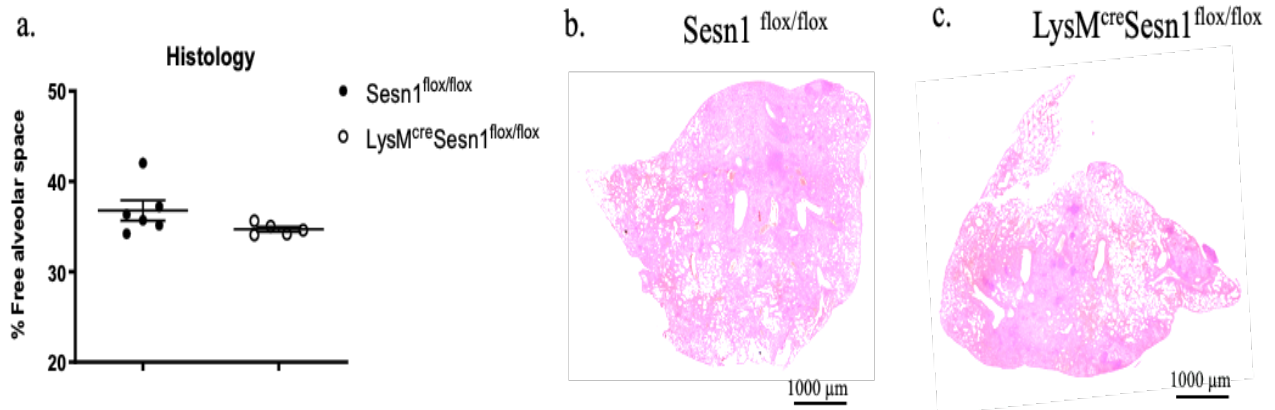 a.
Histology
% Free alveolar space
50
40
30
20
Sesn1flox/flox
LysMcreSesn1flox/flox
b.
Sesn1 flox/flox
1000 µm
c.
LysMcreSesn1flox/flox
1000 µm